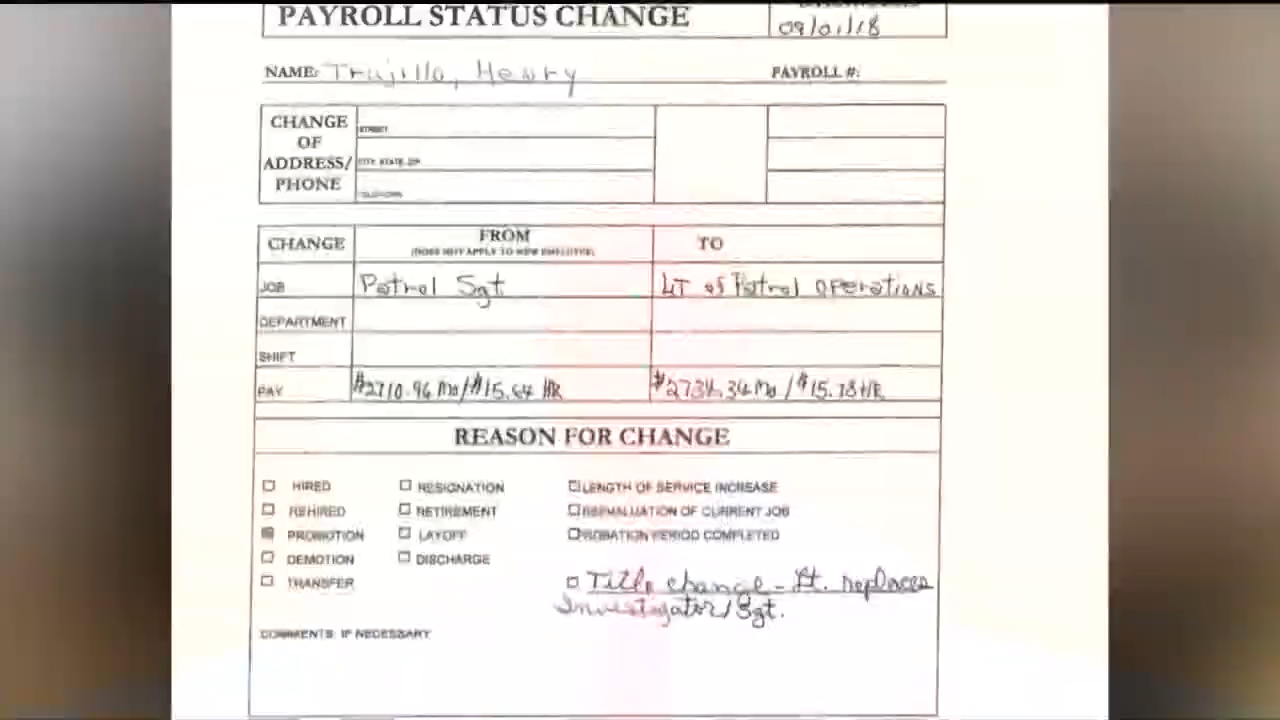 PAYROLL STATUS CHANGE
09/01/18
NAME: Trujillo, Henry PAYROLL #:
CHANGE OF ADDRESS/ PHONE
STREET
CITY, STATE, ZIP
TELEPHONE
CHANGE FROM TO
(DOES NOT APPLY TO NEW EMPLOYEE)
JOB Patrol Sgt LT of Patrol Operations
DEPARTMENT
SHIFT
PAY $2710.96 Mo/$15.64 HR $2734.34 Mo/$15.78 HR
REASON FOR CHANGE
HIRED RESIGNATION LENGTH OF SERVICE INCREASE
REHIRED RETIREMENT REEVALUATION OF CURRENT JOB
PROMOTION LAYOFF PROBATION PERIOD COMPLETED
DEMOTION DISCHARGE
TRANSFER Title change - Lt. replaces
Investigator/Sgt.
COMMENTS, IF NECESSARY